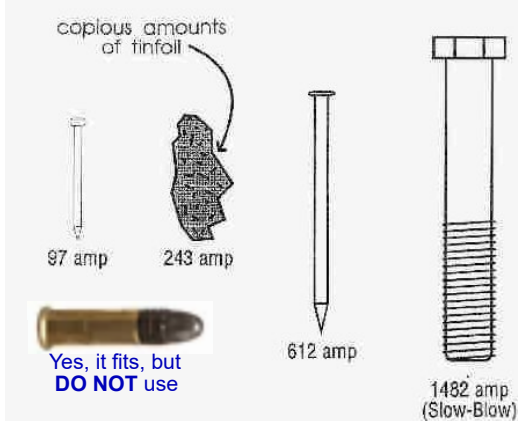 copious amounts
of tinfoil
97 amp
243 amp
612 amp
1482 amp
(Slow-Blow)
Yes, it fits, but
DO NOT use